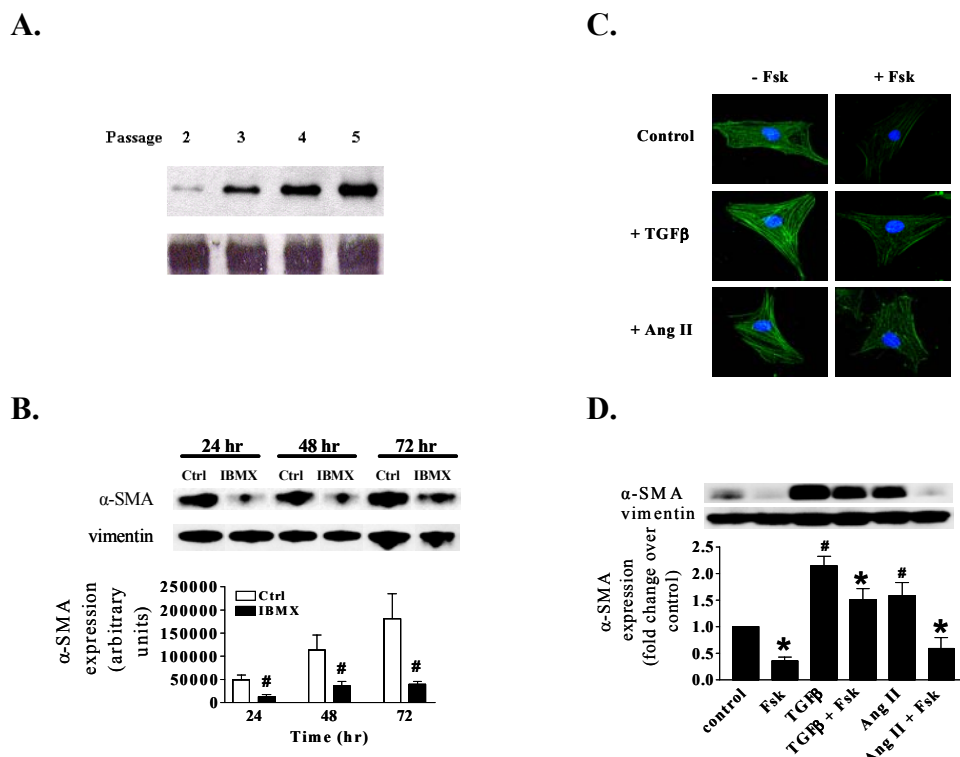 A.
Passage 2 3 4 5
B.
24 hr 48 hr 72 hr
Ctrl IBMX Ctrl IBMX Ctrl IBMX
α-SMA
vimentin
α-SMA
expression
(arbitrary
units)
250000
200000
150000
100000
50000
0
Ctrl
IBMX
# # #
24 48 72
Time (hr)
C.
- Fsk + Fsk
Control
+ TGFβ
+ Ang II
D.
α-SMA
vimentin
α-SMA
expression
(fold change over
control)
2.5
2.0
1.5
1.0
0.5
0.0
* # * # *
control
Fsk
TGFβ
TGFβ + Fsk
Ang II
Ang II + Fsk